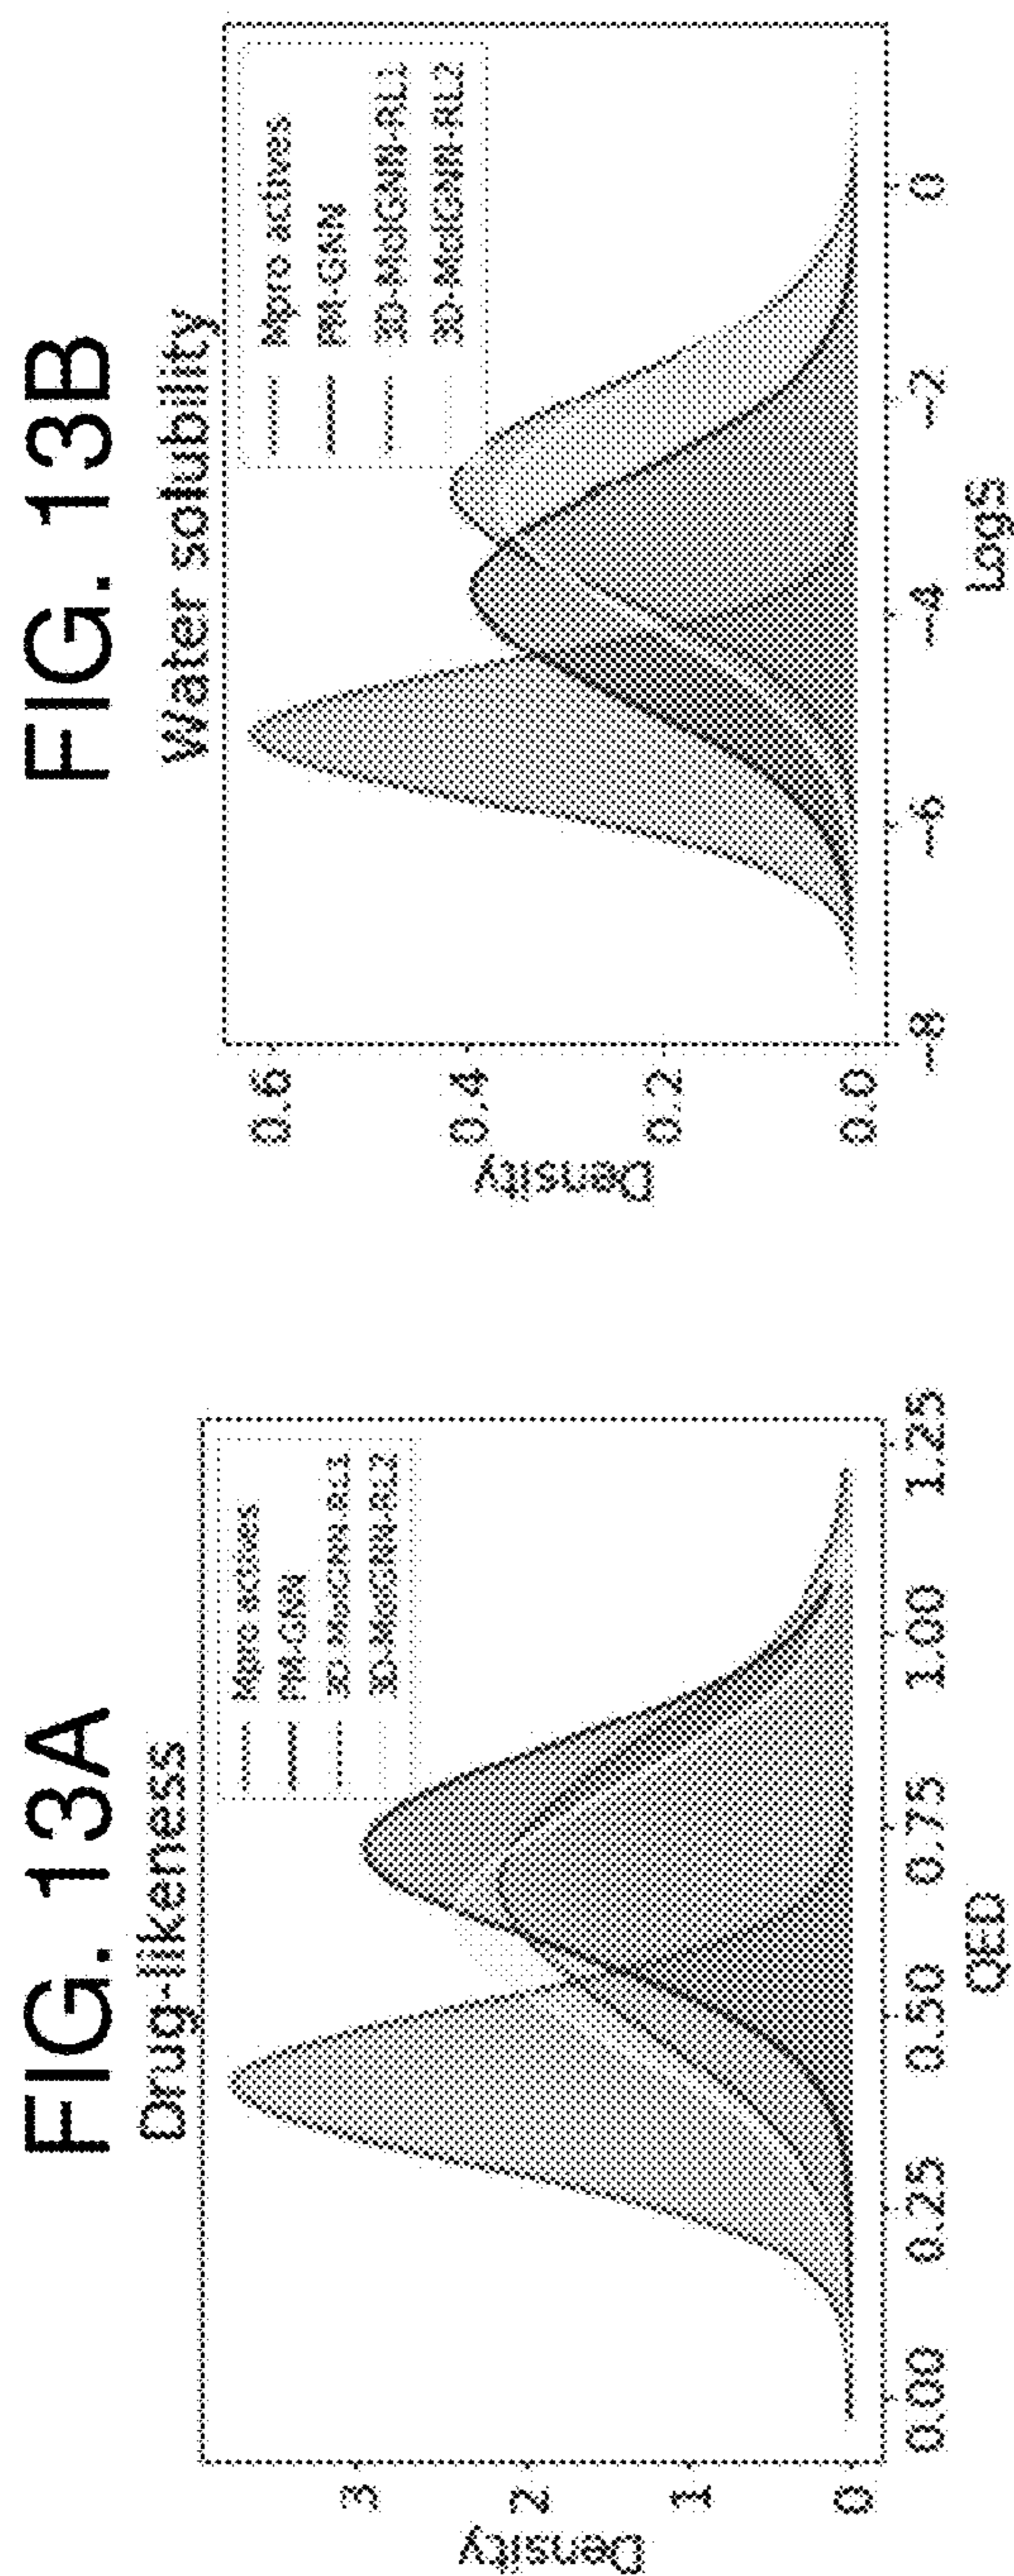 FIG. 13A
Drug-likeness
Density
3
2
1
0
Mpro actives
PM-GNN
3D-MolGNN-RL1
3D-MolGNN-RL2
0.00
0.25
0.50
0.75
1.00
1.25
QED
FIG. 13B
Water solubility
Density
0.6
0.4
0.2
0.0
Mpro actives
PM-GNN
3D-MolGNN-RL1
3D-MolGNN-RL2
-8
-6
-4
-2
0
LogS